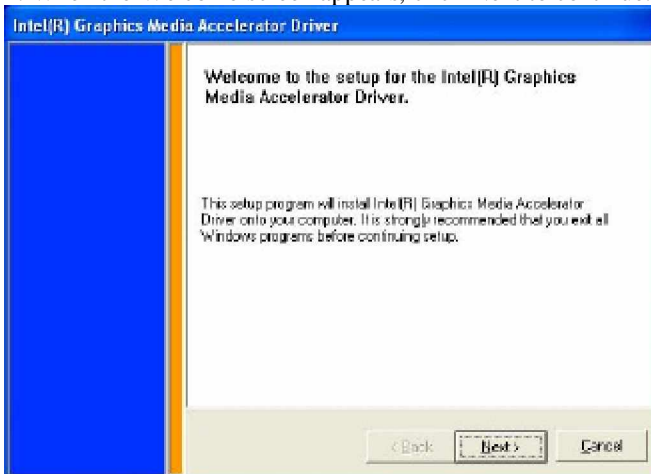 Intel(R) Graphics Media Accelerator Driver
Welcome to the setup for the Intel(R) Graphics
Media Accelerator Driver.
This setup program will install Intel(R) Graphics Media Accelerator
Driver onto your computer. It is strongly recommended that you exit all
Windows programs before continuing setup.
< Back
Next >
Cancel